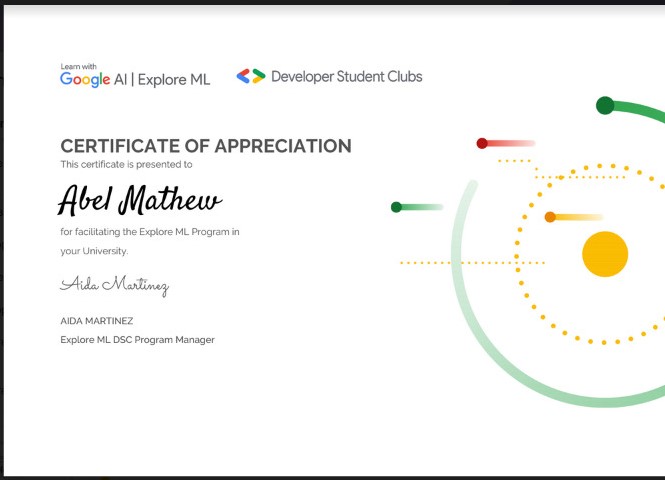 Learn with
Google AI | Explore ML
Developer Student Clubs
CERTIFICATE OF APPRECIATION
This certificate is presented to
Abel Mathew
for facilitating the Explore ML Program in
your University.
Aida Martinez
AIDA MARTINEZ
Explore ML DSC Program Manager